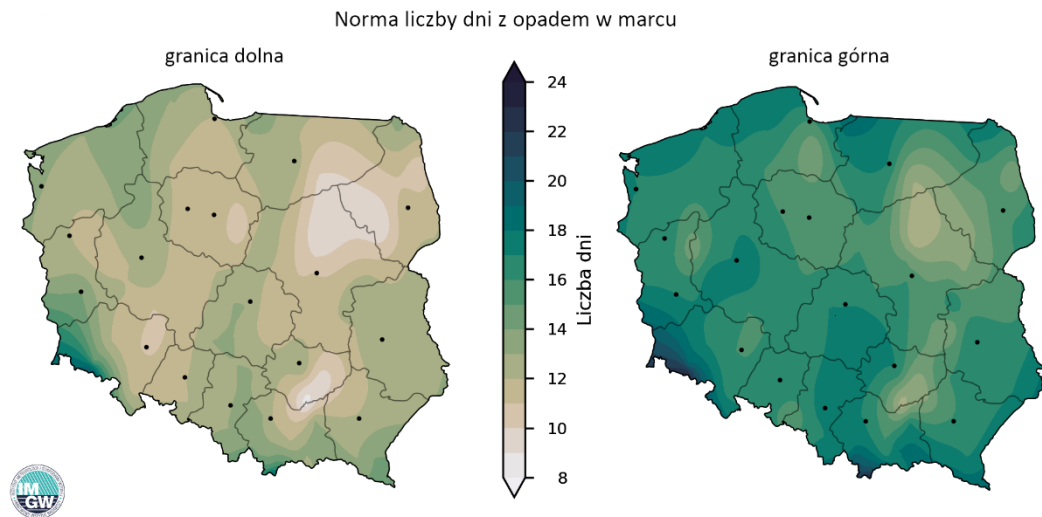 Norma liczby dni z opadem w marcu
granica dolna
granica górna
24
22
20
18
16
14
12
10
8
Liczba dni
IM
GW